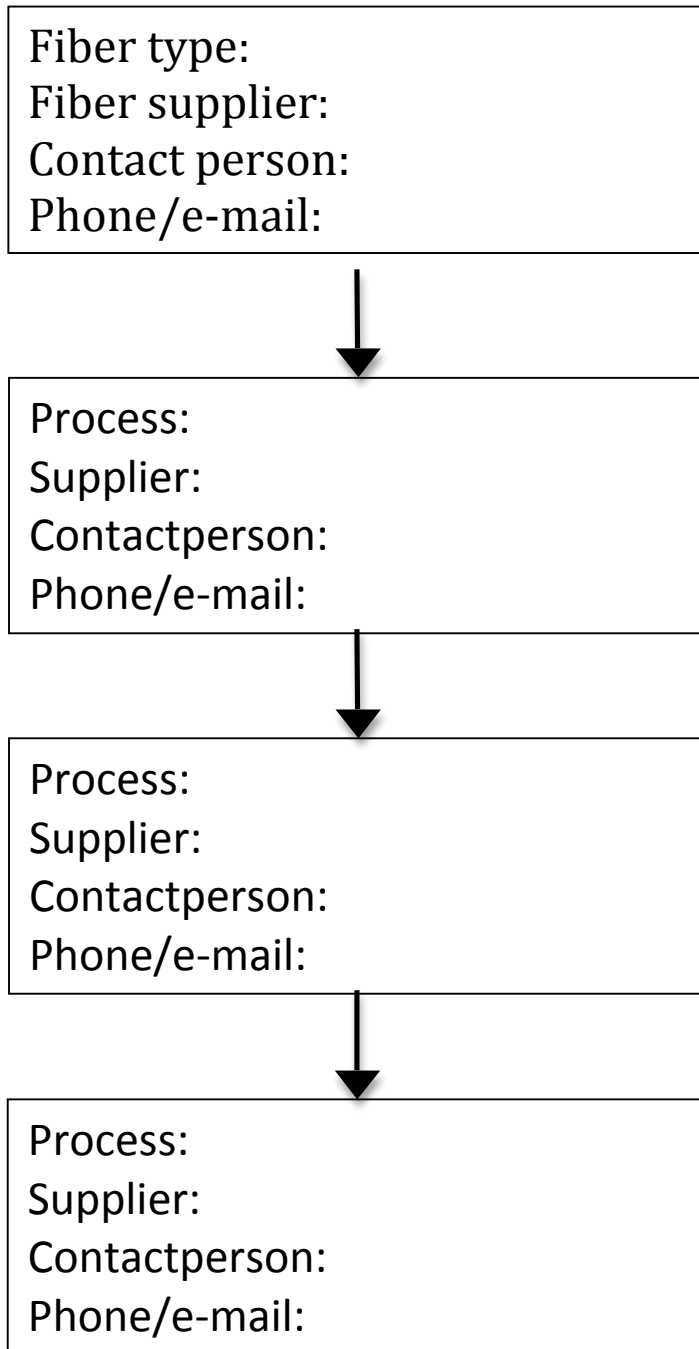 Fiber type:
Fiber supplier:
Contact person:
Phone/e-mail:
Process:
Supplier:
Contactperson:
Phone/e-mail:
Process:
Supplier:
Contactperson:
Phone/e-mail:
Process:
Supplier:
Contactperson:
Phone/e-mail: